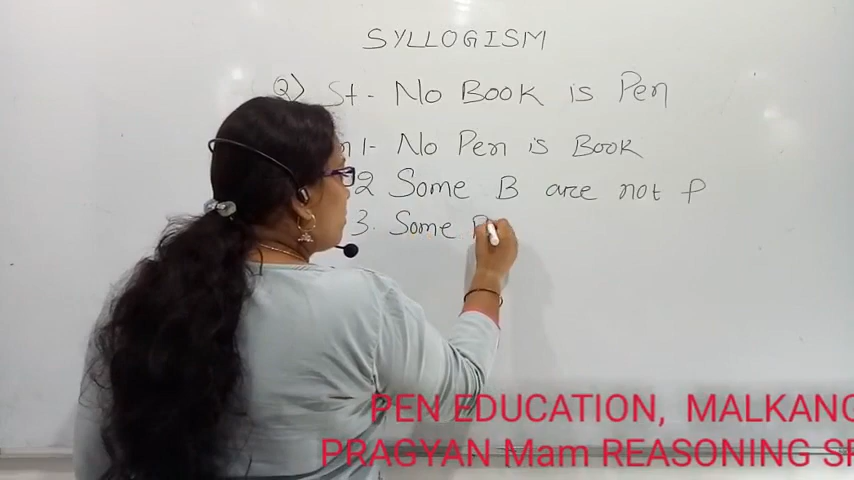 SYLLOGISM
Q) St - No Book is Pen
n 1- No Pen is Book
2 Some B are not P
3. Some
PEN EDUCATION, MALKANG
PRAGYAN Mam REASONING SP